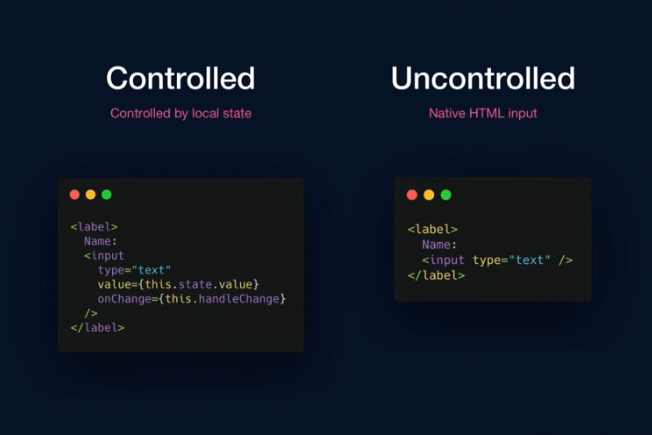 Controlled
Controlled by local state
<label>
  Name:
  <input
    type="text"
    value={this.state.value}
    onChange={this.handleChange}
  />
</label>
Uncontrolled
Native HTML input
<label>
  Name:
  <input type="text" />
</label>